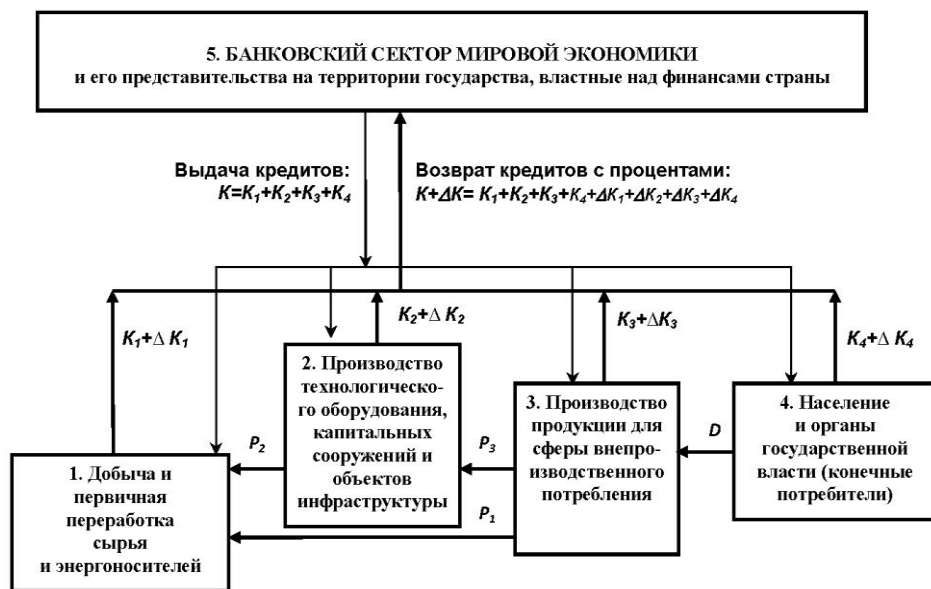 5. БАНКОВСКИЙ СЕКТОР МИРОВОЙ ЭКОНОМИКИ
и его представительства на территории государства, властные над финансами страны
Выдача кредитов:
K=K1+K2+K3+K4
Возврат кредитов с процентами:
K+ΔK= K1+K2+K3+K4+ΔK1+ΔK2+ΔK3+ΔK4
K1+Δ K1
K2+Δ K2
K3+ΔK3
K4+Δ K4
2. Производство
технологическо-
го оборудования,
капитальных
сооружений и
объектов
инфраструктуры
3. Производство
продукции для
сферы внепро-
изводственного
потребления
4. Население
и органы
государственной
власти (конечные
потребители)
1. Добыча и
первичная
переработка
сырья
и энергоносителей
P2
P3
D
P1